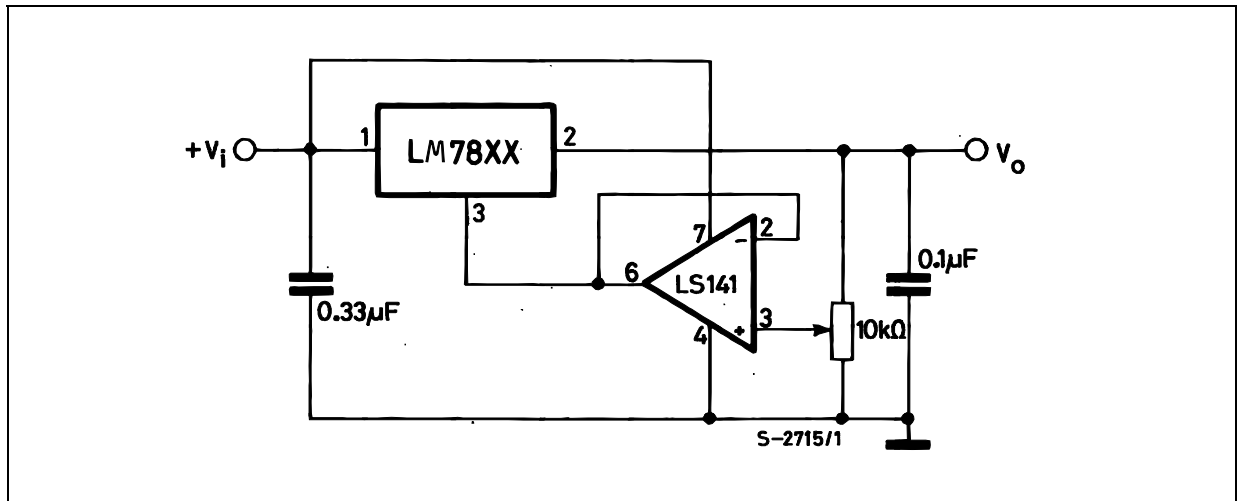 +Vi
1
LM78XX
2
Vo
3
7
2
-
6
LS141
0.1µF
0.33µF
3
+
4
10kΩ
S-2715/1